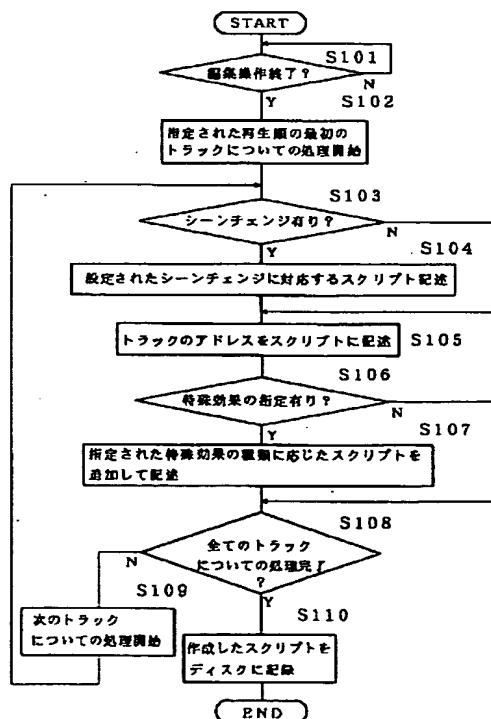 START
S101
編集操作終了?
N
Y
S102
指定された再生順の最初の
トラックについての処理開始
S103
シーンチェンジ有り?
N
Y
S104
設定されたシーンチェンジに対応するスクリプト記述
トラックのアドレスをスクリプトに記述
S105
S106
特殊効果の指定有り?
N
Y
S107
指定された特殊効果の種類に応じたスクリプトを
追加して記述
S108
全てのトラック
についての処理完了
?
N
Y
S109
次のトラック
についての処理開始
S110
作成したスクリプトを
ディスクに記録
END